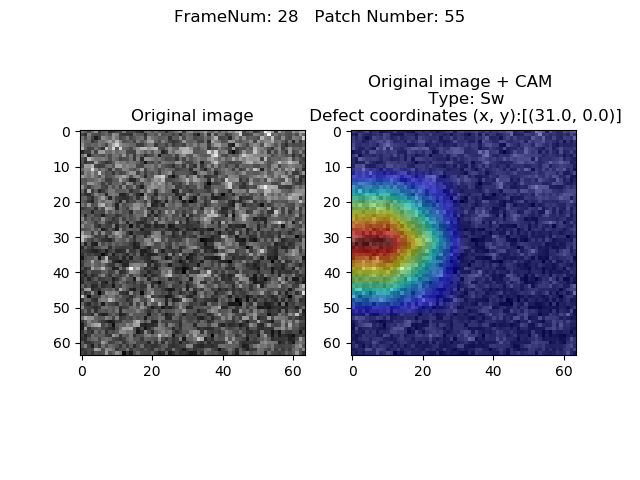 FrameNum: 28   Patch Number: 55
Original image
Original image + CAM
Type: Sw
Defect coordinates (x, y):[(31.0, 0.0)]
0
10
20
30
40
50
60
0 20 40 60
0
10
20
30
40
50
60
0 20 40 60